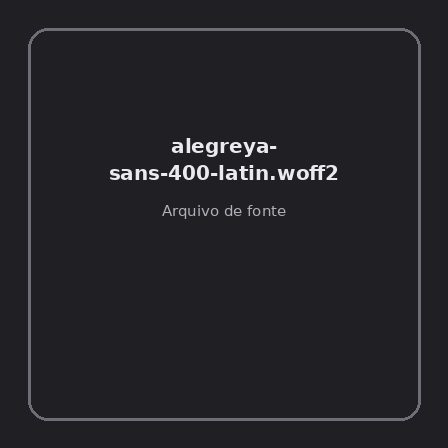 alegreya-
sans-400-latin.woff2
Arquivo de fonte